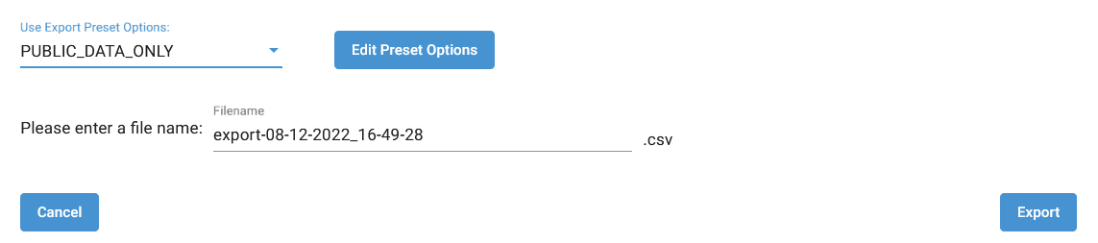 Use Export Preset Options:
PUBLIC_DATA_ONLY
Edit Preset Options
Filename
Please enter a file name: export-08-12-2022_16-49-28 .csv
Cancel
Export